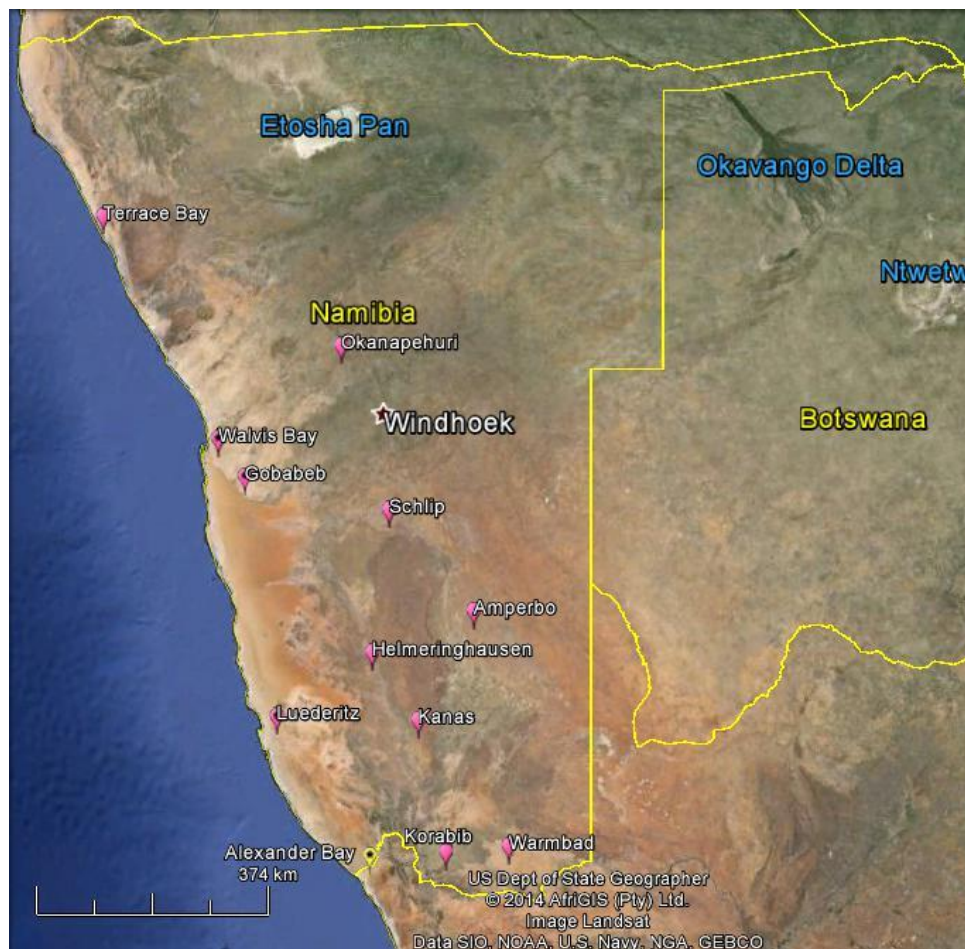 Etosha Pan
Okavango Delta
Terrace Bay
Ntwetw
Namibia
Okanapehuri
Windhoek
Botswana
Walvis Bay
Gobabeb
Schlip
Amperbo
Helmeringhausen
Luederitz
Kanas
Korabib
Warmbad
Alexander Bay
374 km
US Dept of State Geographer
© 2014 AfriGIS (Pty) Ltd.
Image Landsat
Data SIO, NOAA, U.S. Navy, NGA, GEBCO